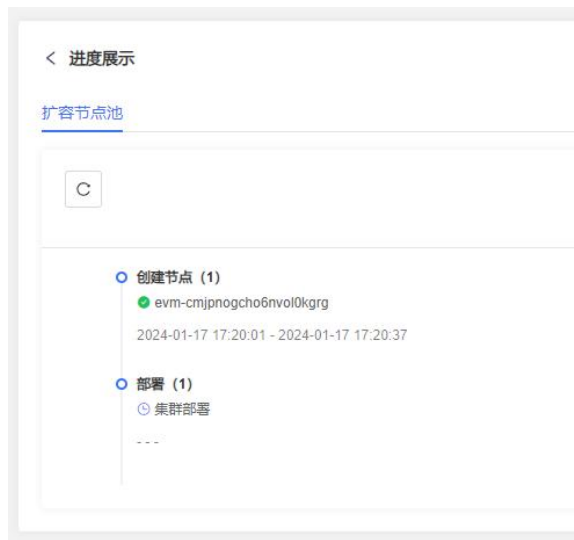 进度展示
扩容节点池
创建节点（1）
evm-cmjpnogcho6nvol0kgrg
2024-01-17 17:20:01 - 2024-01-17 17:20:37
部署（1）
集群部署
- - -